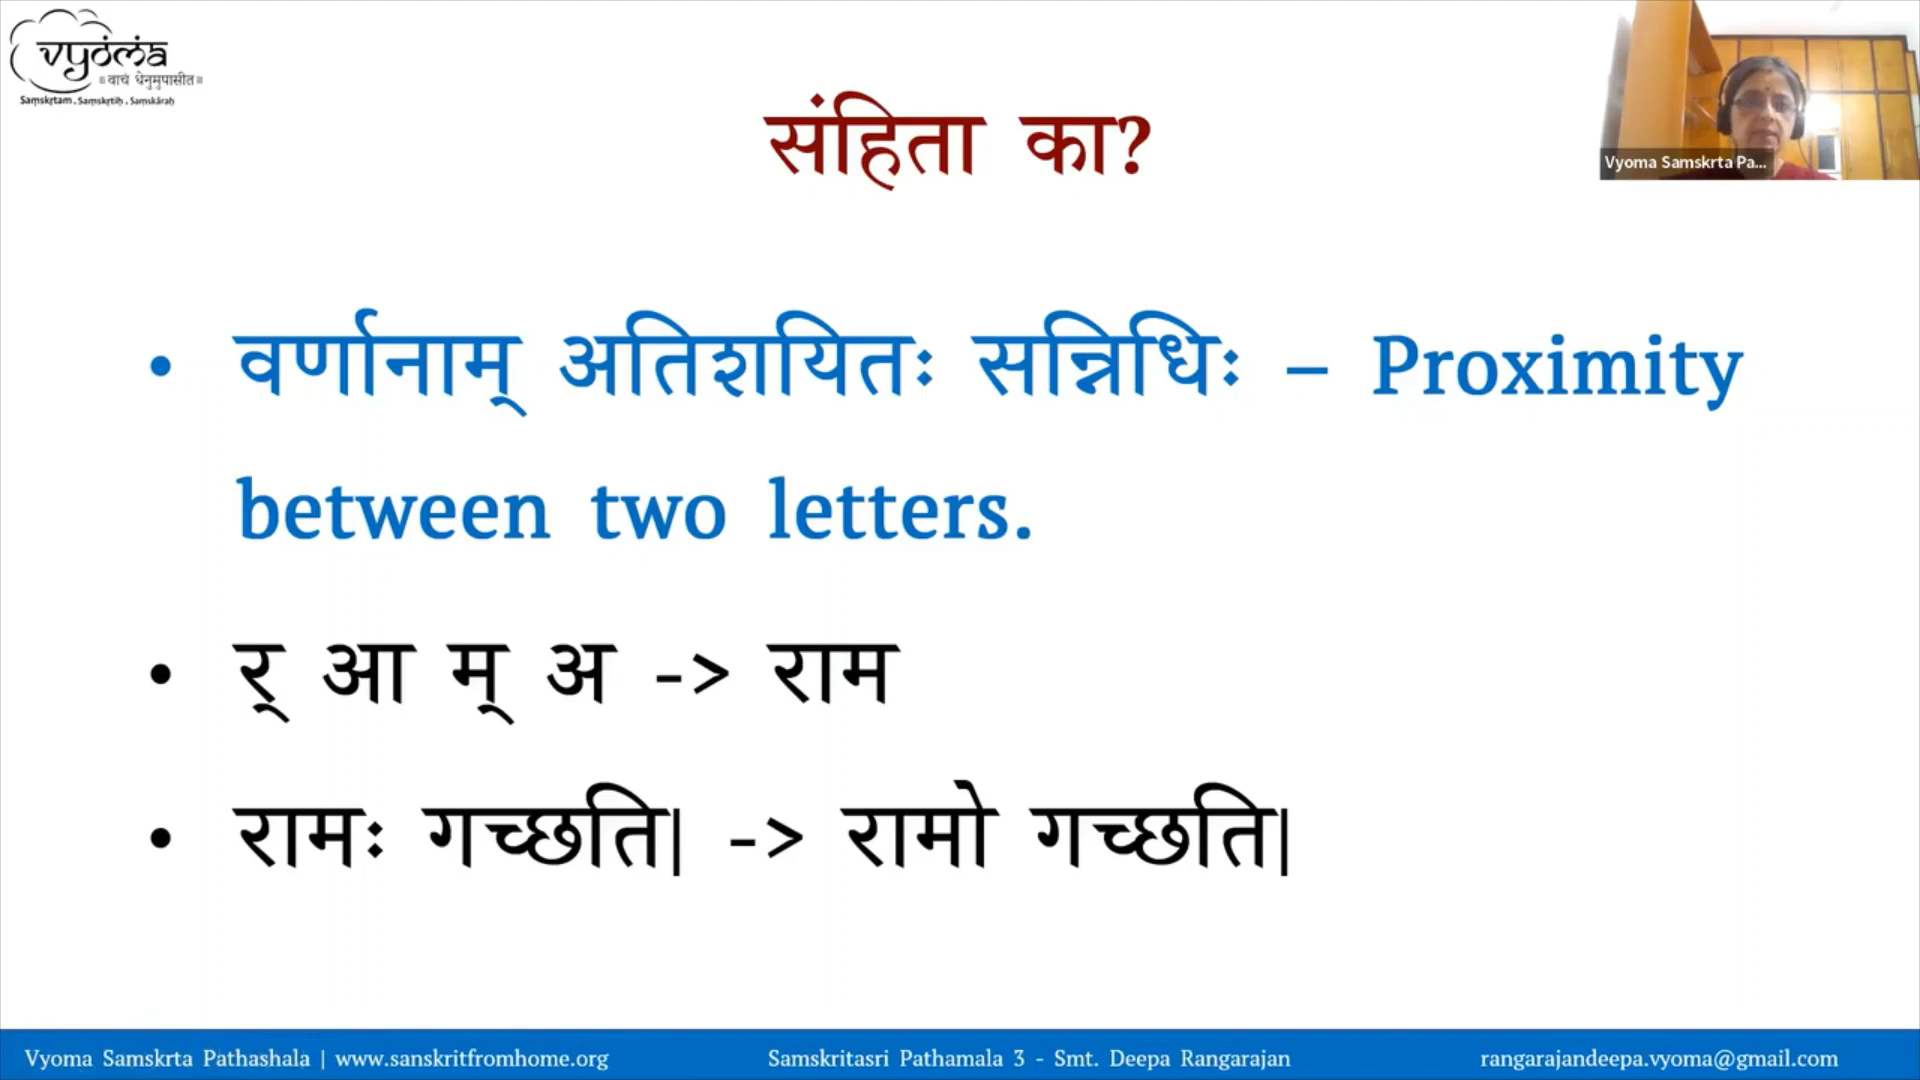 vyoma
॥ वाचं धेनुमुपासीत ॥
Saṃskṛtam . Saṃskṛtiḥ . Saṃskāraḥ
संहिता का?
Vyoma Samskrta Pa...
• वर्णानाम् अतिशयितः सन्निधिः – Proximity
between two letters.
• र् आ म् अ -> राम
• रामः गच्छति| -> रामो गच्छति|
Vyoma Samskrta Pathashala | www.sanskritfromhome.org
Samskritasri Pathamala 3 - Smt. Deepa Rangarajan
rangarajandeepa.vyoma@gmail.com